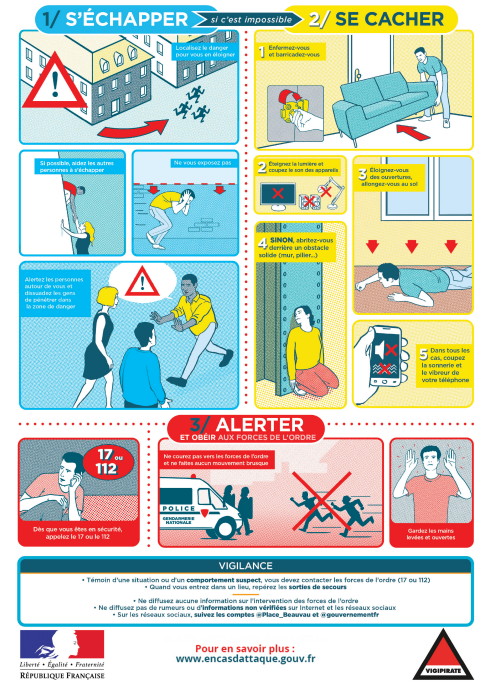 1/ S'ÉCHAPPER
si c'est impossible
2/ SE CACHER
Localisez le danger
pour vous en éloigner
!
Si possible, aidez les autres
personnes à s'échapper
Ne vous exposez pas
Alertez les personnes
autour de vous et
dissuadez les gens
de pénétrer dans
la zone de danger
!
1 Enfermez-vous
et barricadez-vous
2 Éteignez la lumière et
coupez le son des appareils
3 Éloignez-vous
des ouvertures,
allongez-vous au sol
4 SINON, abritez-vous
derrière un obstacle
solide (mur, pilier...)
5 Dans tous les
cas, coupez
la sonnerie et
le vibreur de
votre téléphone
3/ ALERTER
ET OBÉIR AUX FORCES DE L'ORDRE
17 ou
112
Dès que vous êtes en sécurité,
appelez le 17 ou le 112
Ne courez pas vers les forces de l'ordre
et ne faites aucun mouvement brusque
POLICE
GENDARMERIE
NATIONALE
Gardez les mains
levées et ouvertes
VIGILANCE
• Témoin d'une situation ou d'un comportement suspect, vous devez contacter les forces de l'ordre (17 ou 112)
• Quand vous entrez dans un lieu, repérez les sorties de secours
• Ne diffusez aucune information sur l'intervention des forces de l'ordre
• Ne diffusez pas de rumeurs ou d'informations non vérifiées sur Internet et les réseaux sociaux
• Sur les réseaux sociaux, suivez les comptes @Place_Beauvau et @gouvernementfr
Liberté • Égalité • Fraternité
RÉPUBLIQUE FRANÇAISE
Pour en savoir plus :
www.encasdattaque.gouv.fr
VIGIPIRATE